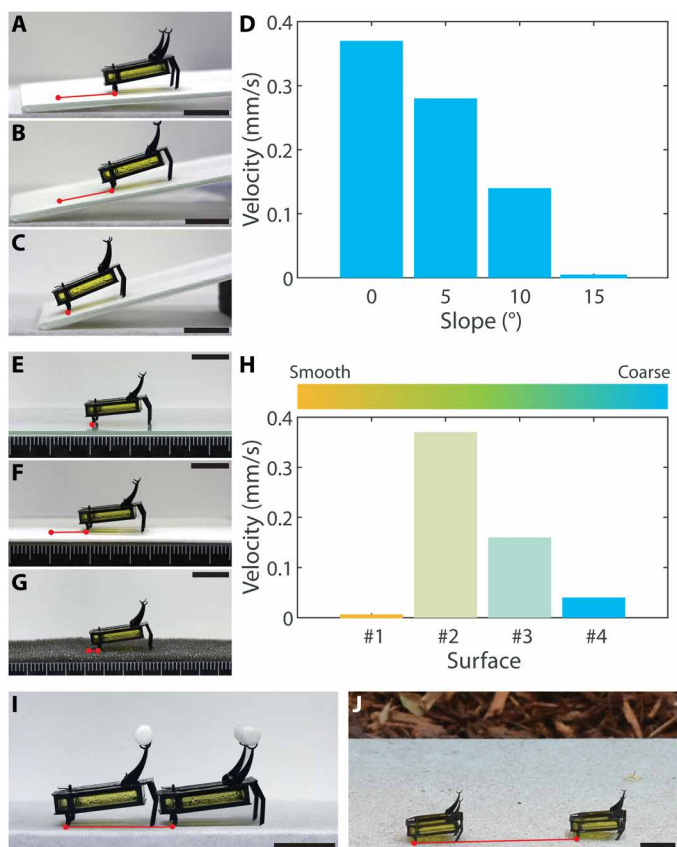 A
B
C
D
Velocity (mm/s)
0.4
0.3
0.2
0.1
0
0 5 10 15
Slope (°)
E
F
G
H
Smooth Coarse
Velocity (mm/s)
0.4
0.3
0.2
0.1
0
#1 #2 #3 #4
Surface
I
J